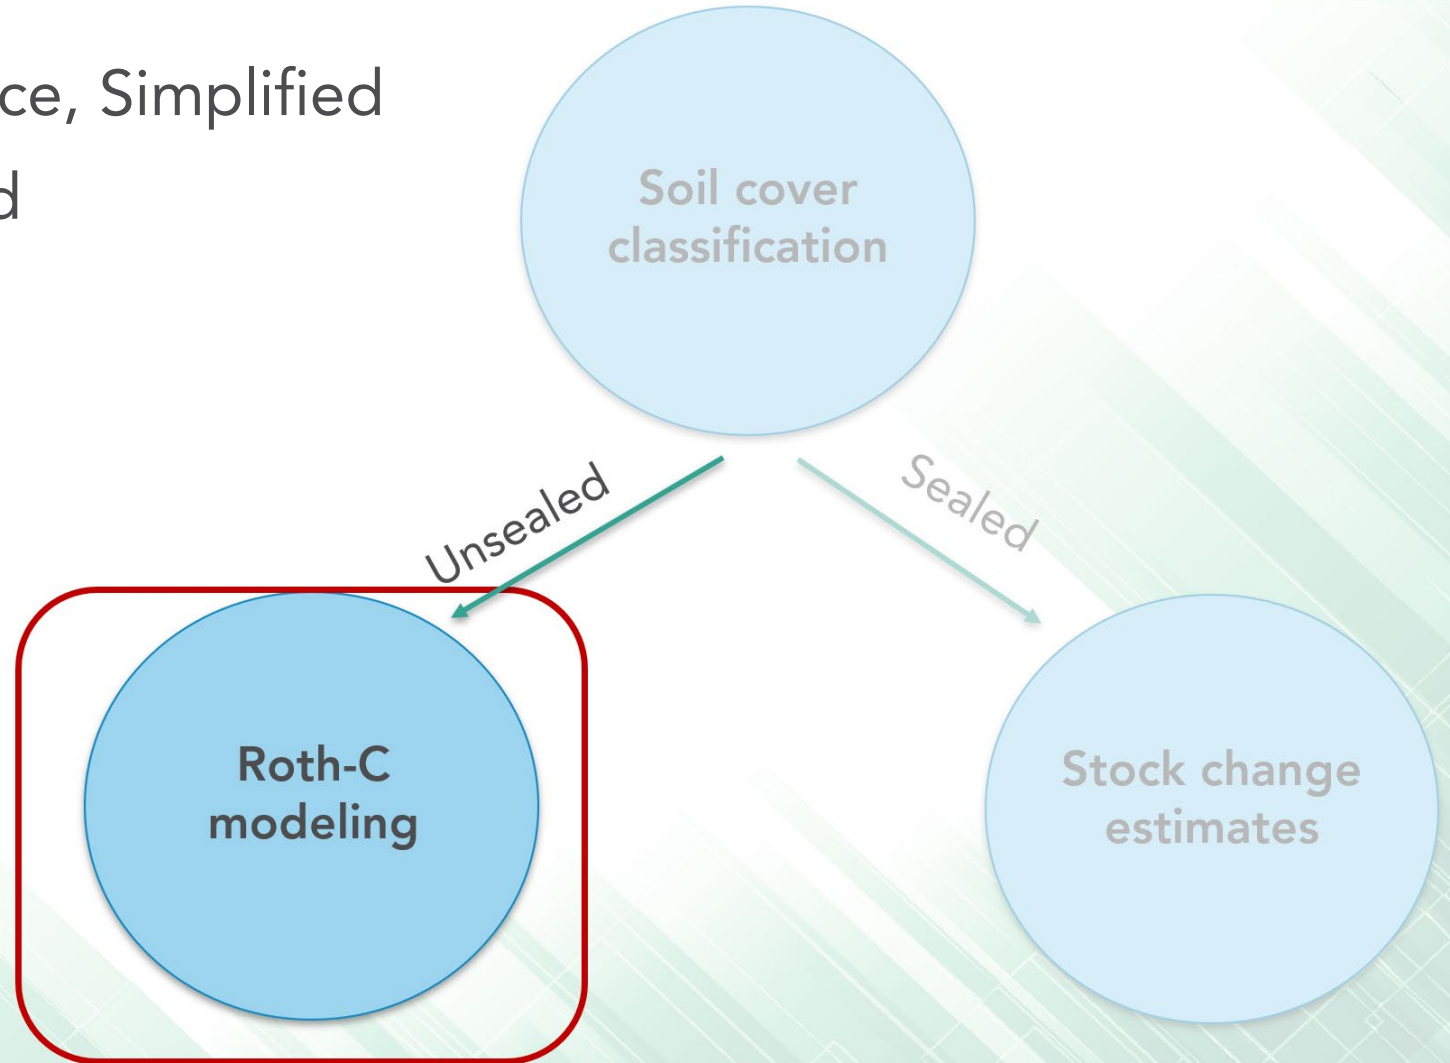 ce, Simplified
d
Soil cover
classification
Unsealed
Sealed
Roth-C
modeling
Stock change
estimates